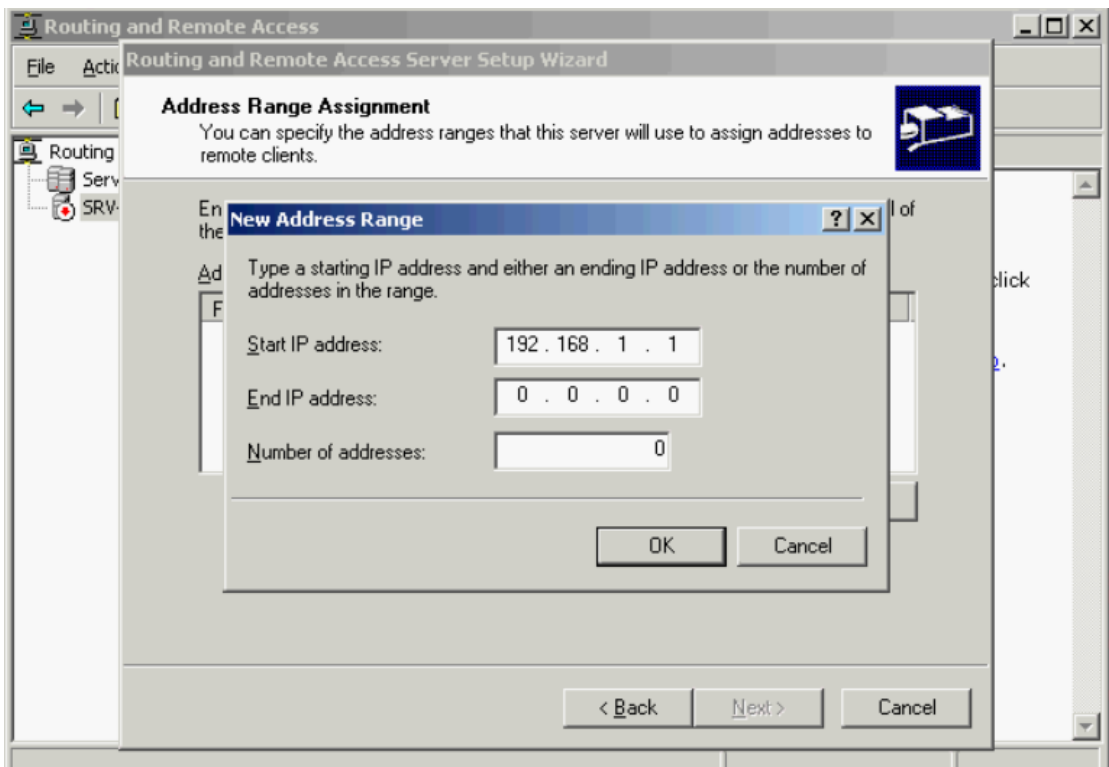 Routing and Remote Access
File
Routing and Remote Access Server Setup Wizard
Address Range Assignment
You can specify the address ranges that this server will use to assign addresses to
remote clients.
Routing
of
the
New Address Range
Type a starting IP address and either an ending IP address or the number of
addresses in the range.
click
Start IP address:
192 . 168 . 1 . 1
End IP address:
0 . 0 . 0 . 0
Number of addresses:
0
OK
Cancel
< Back
Next >
Cancel